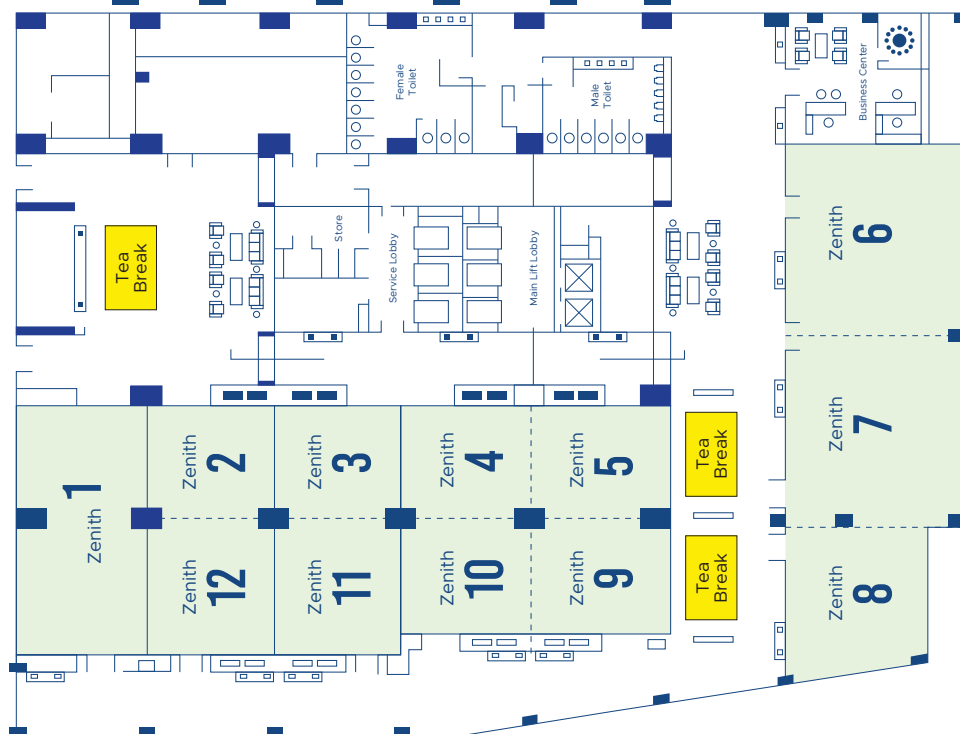 Female
Toilet
Male
Toilet
Business Center
Zenith
6
Tea
Break
Store
Service Lobby
Main Lift Lobby
Zenith
1
Zenith
2
Zenith
3
Zenith
4
Zenith
5
Tea
Break
Zenith
7
Zenith
12
Zenith
11
Zenith
10
Zenith
9
Tea
Break
Zenith
8